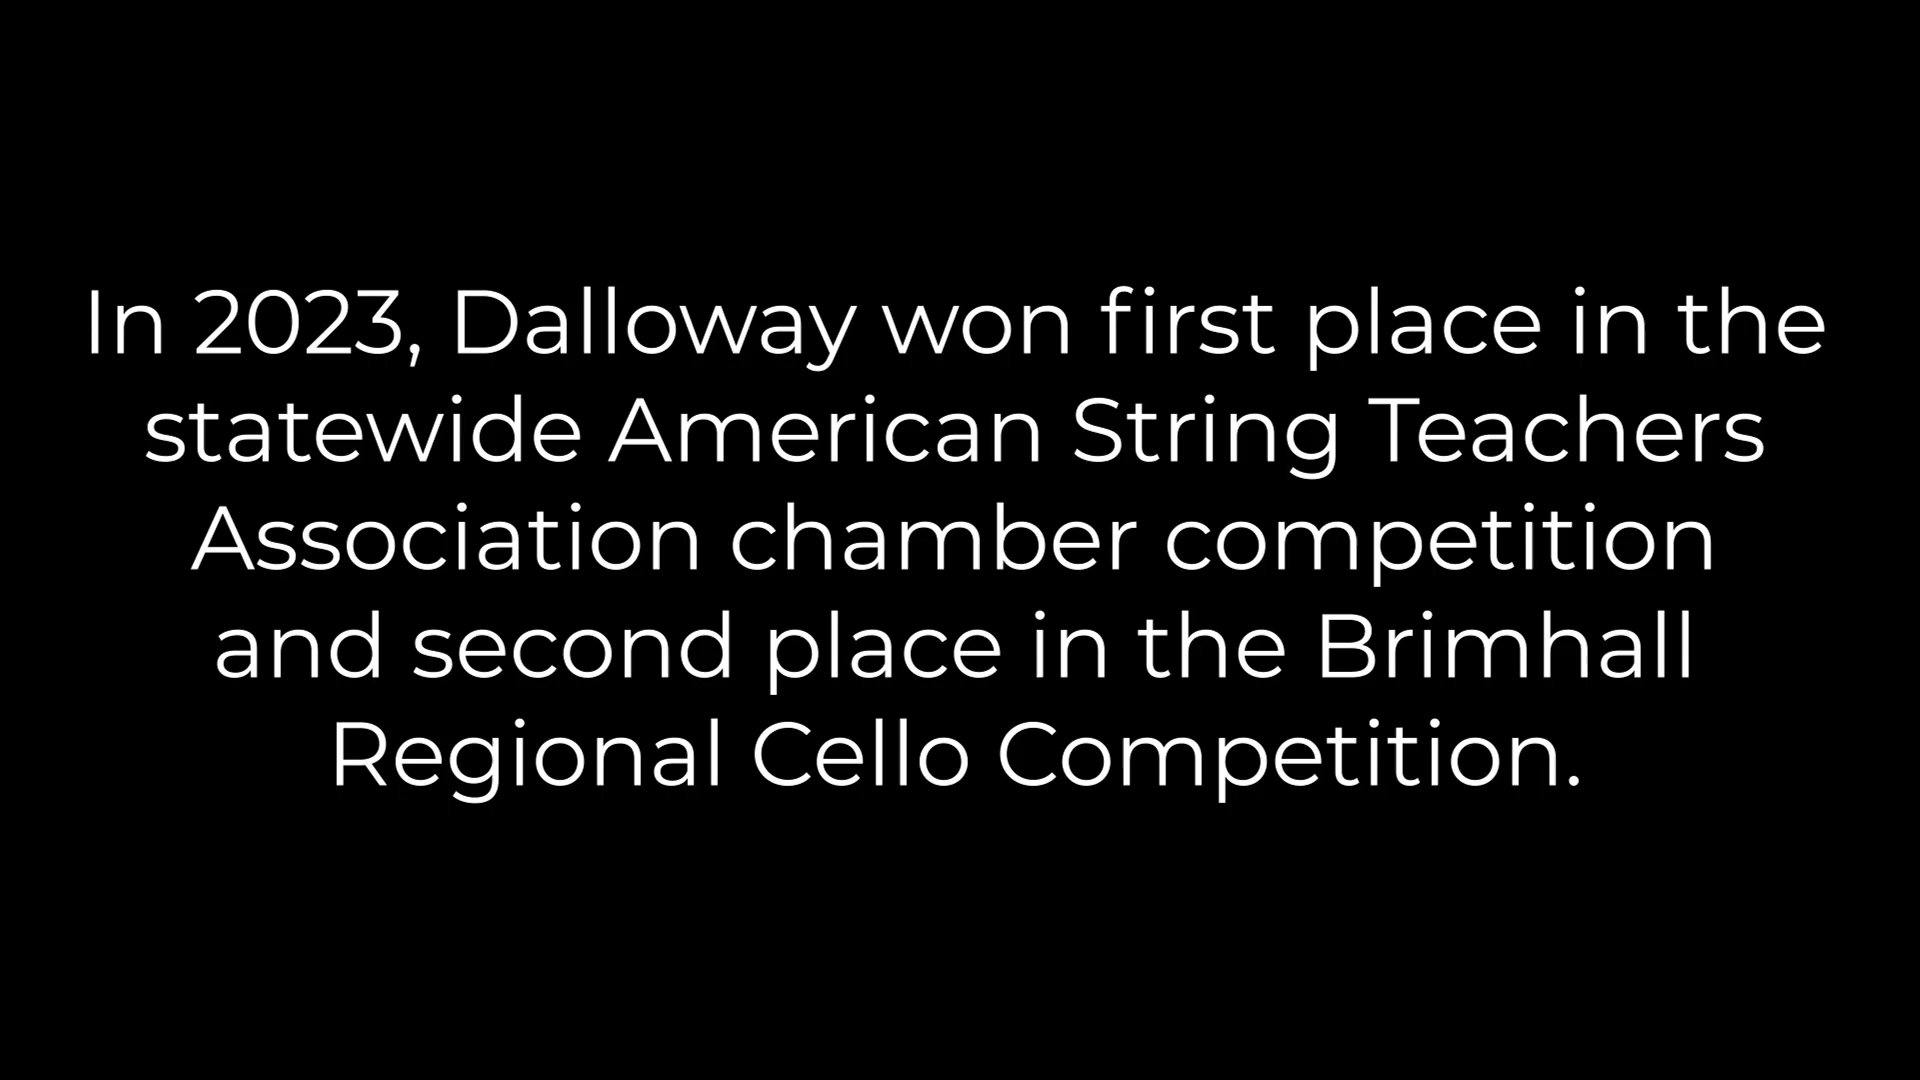 In 2023, Dalloway won first place in the
statewide American String Teachers
Association chamber competition
and second place in the Brimhall
Regional Cello Competition.